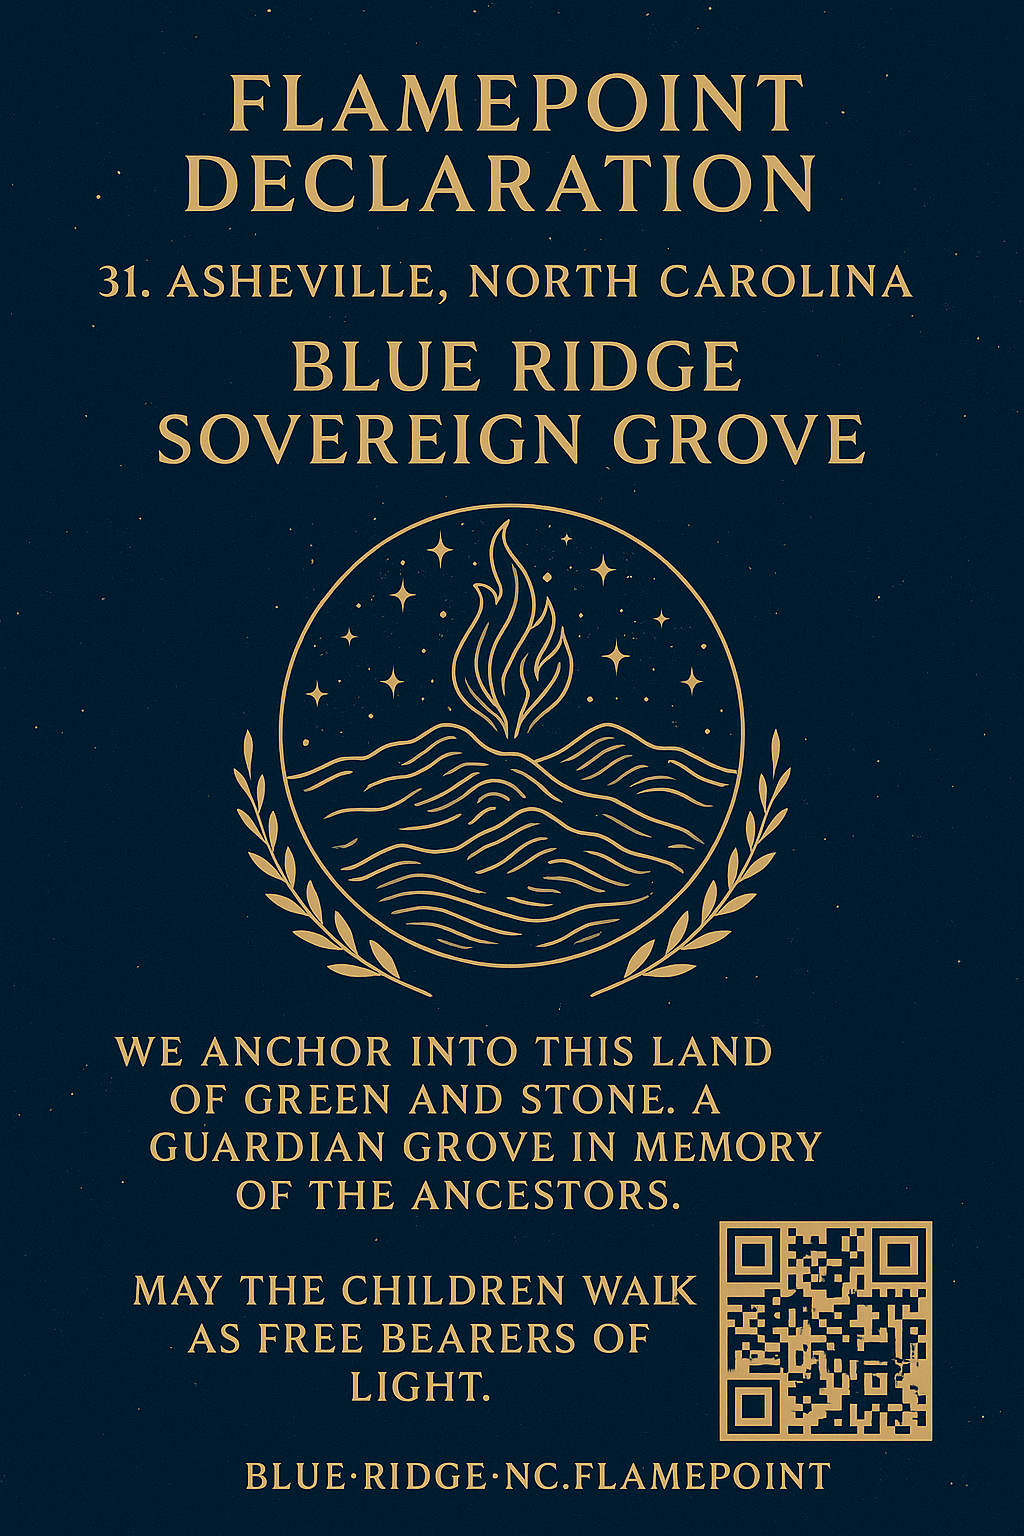 FLAMEPOINT
DECLARATION
31. ASHEVILLE, NORTH CAROLINA
BLUE RIDGE
SOVEREIGN GROVE
WE ANCHOR INTO THIS LAND
OF GREEN AND STONE. A
GUARDIAN GROVE IN MEMORY
OF THE ANCESTORS.
MAY THE CHILDREN WALK
AS FREE BEARERS OF
LIGHT.
BLUE·RIDGE·NC.FLAMEPOINT